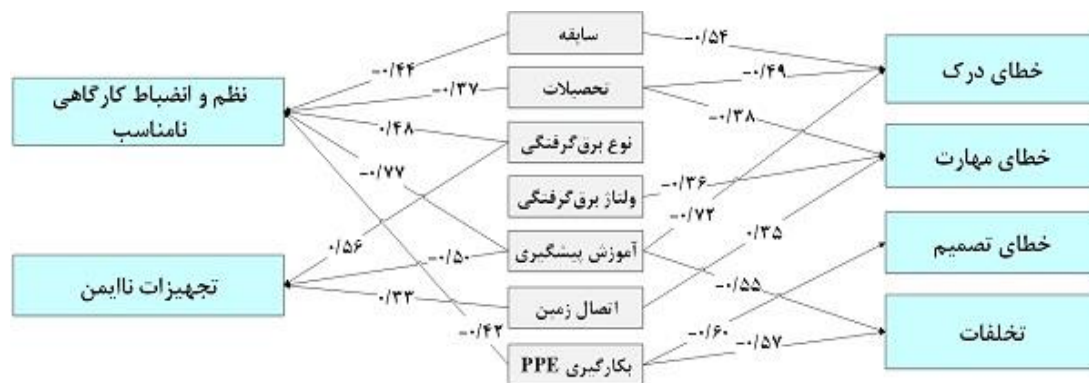 سابقه
تحصیلات
نوع برق‌گرفتگی
ولتاژ برق‌گرفتگی
آموزش پیشگیری
اتصال زمین
بکارگیری PPE
خطای درک
خطای مهارت
خطای تصمیم
تخلفات
نظم و انضباط کارگاهی
نامناسب
تجهیزات ناایمن
-۰/۵۴
-۰/۴۹
-۰/۳۸
-۰/۳۶
-۰/۷۲
۰/۳۵
-۰/۵۵
-۰/۶۰
-۰/۵۷
-۰/۴۴
-۰/۳۷
۰/۴۸
-۰/۷۷
۰/۵۶
-۰/۵۰
۰/۳۳
-۰/۴۲